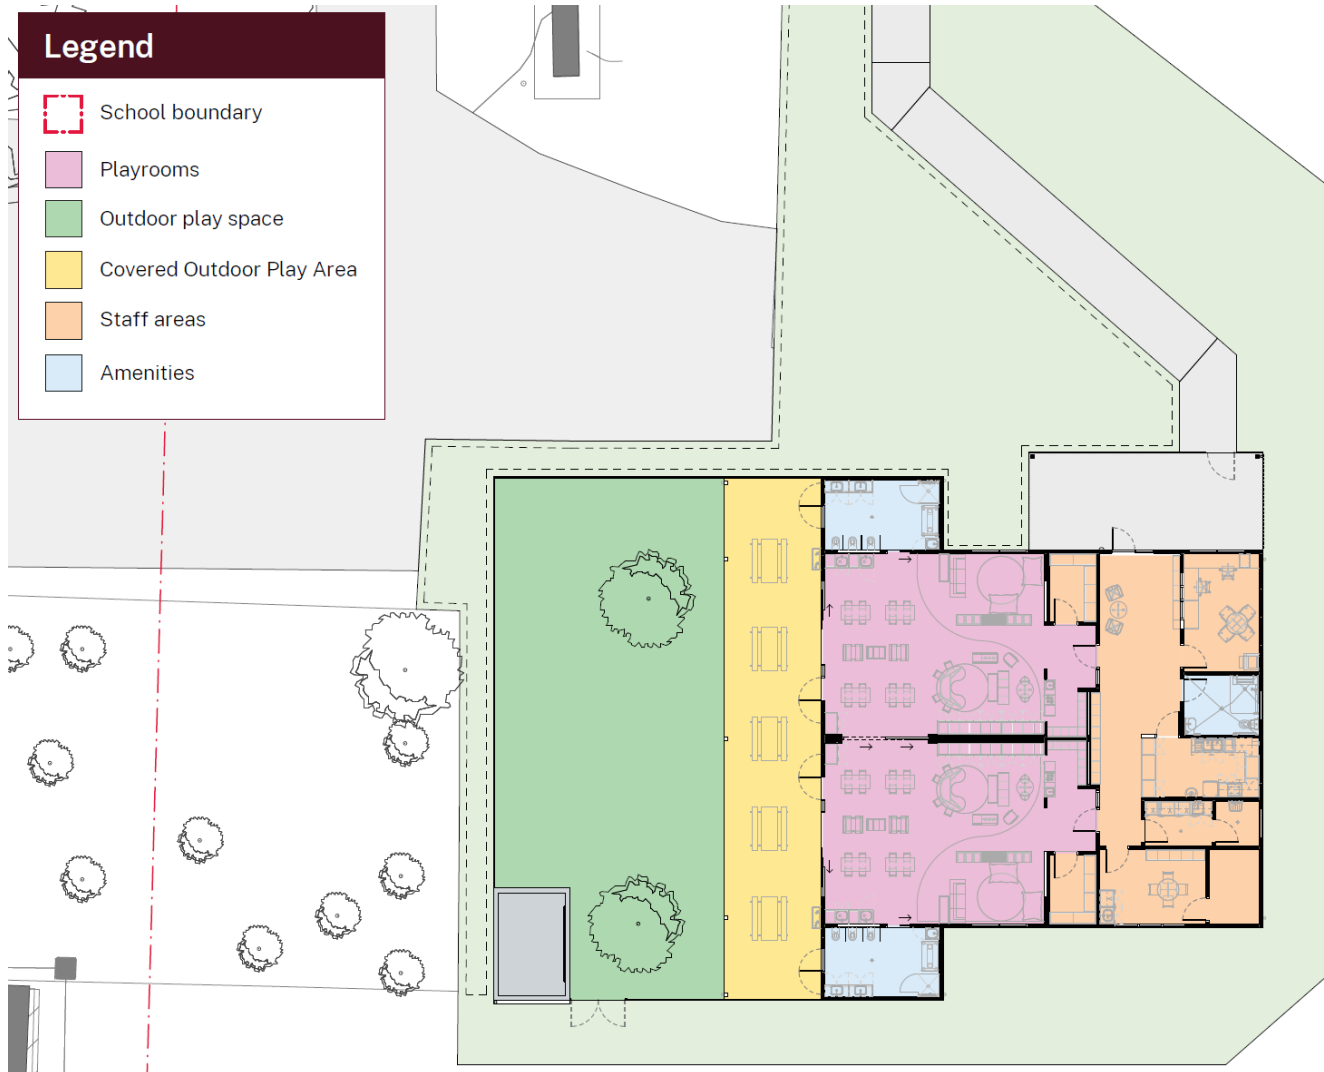 Legend
School boundary
Playrooms
Outdoor play space
Covered Outdoor Play Area
Staff areas
Amenities